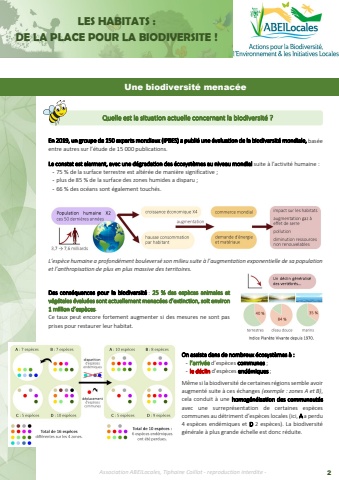 LES HABITATS :
DE LA PLACE POUR LA BIODIVERSITE !
ABEILocales
Actions pour la Biodiversité,
l'Environnement & les Initiatives Locales
Une biodiversité menacée
Quelle est la situation actuelle concernant la biodiversité ?
En 2019, un groupe de 150 experts mondiaux (IPBES) a publié une évaluation de la biodiversité mondiale, basée
entre autres sur l'étude de 15 000 publications.
Le constat est alarmant, avec une dégradation des écosystèmes au niveau mondial suite à l'activité humaine :
- 75 % de la surface terrestre est altérée de manière significative ;
- plus de 85 % de la surface des zones humides a disparu ;
- 66 % des océans sont également touchés.
Population humaine X2
ces 50 dernières années
3,7 → 7,6 milliards
croissance économique X4
augmentation
hausse consommation
par habitant
commerce mondial
demande d'énergie
et matériaux
impact sur les habitats
augmentation gaz à
effet de serre
pollution
diminution ressources
non renouvelables
L'espèce humaine a profondément bouleversé son milieu suite à l'augmentation exponentielle de sa population
et l'anthropisation de plus en plus massive des territoires.
Des conséquences pour la biodiversité : 25 % des espèces animales et
végétales évaluées sont actuellement menacées d'extinction, soit environ
1 million d'espèces.
Ce taux peut encore fortement augmenter si des mesures ne sont pas
prises pour restaurer leur habitat.
Un déclin généralisé
des vertébrés...
40 %
84 %
35 %
terrestres
d'eau douce
marins
Indice Planète Vivante depuis 1970.
A : 7 espèces
B : 7 espèces
C : 5 espèces
D : 10 espèces
disparition
d'espèces
endémiques
déplacement
d'espèces
communes
A : 10 espèces
B : 9 espèces
C : 5 espèces
D : 9 espèces
Total de 16 espèces
différentes sur les 4 zones.
Total de 10 espèces :
6 espèces endémiques
ont été perdues.
On assiste dans de nombreux écosystèmes à :
- l'arrivée d'espèces communes ;
- le déclin d'espèces endémiques.
Même si la biodiversité de certaines régions semble avoir
augmenté suite à ces échanges (exemple : zones A et B),
cela conduit à une homogénéisation des communautés
avec une surreprésentation de certaines espèces
communes au détriment d'espèces locales (ici, A a perdu
4 espèces endémiques et D 2 espèces). La biodiversité
générale à plus grande échelle est donc réduite.
Association ABEILocales, Tiphanie Caillot - reproduction interdite -
2